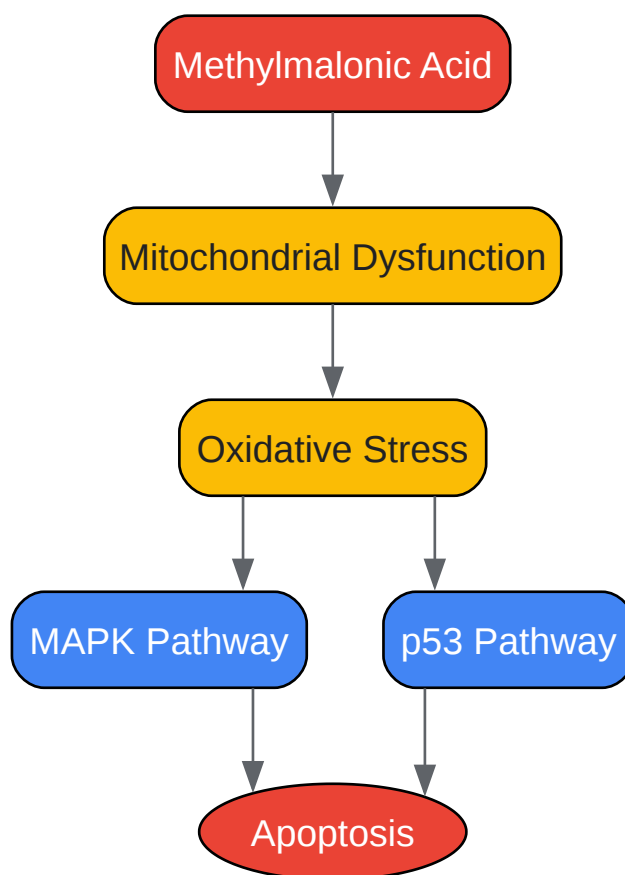 Methylmalonic Acid
Mitochondrial Dysfunction
Oxidative Stress
MAPK Pathway
p53 Pathway
Apoptosis